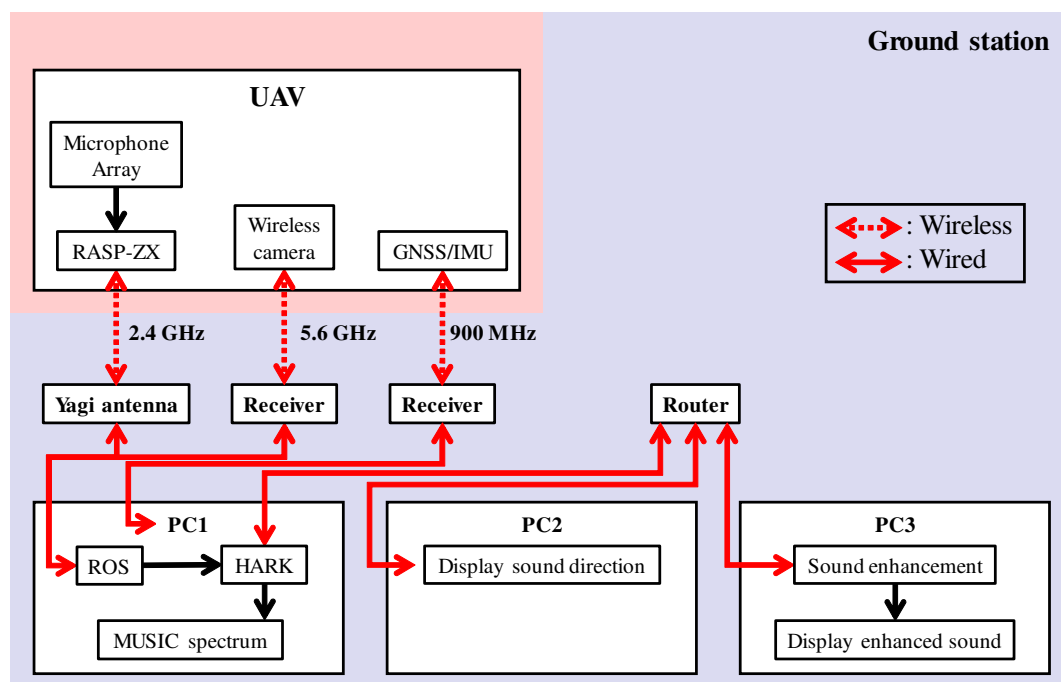 Ground station
UAV
Microphone
Array
RASP-ZX
Wireless
camera
GNSS/IMU
: Wireless
: Wired
2.4 GHz
5.6 GHz
900 MHz
Yagi antenna
Receiver
Receiver
Router
PC1
ROS
HARK
MUSIC spectrum
PC2
Display sound direction
PC3
Sound enhancement
Display enhanced sound